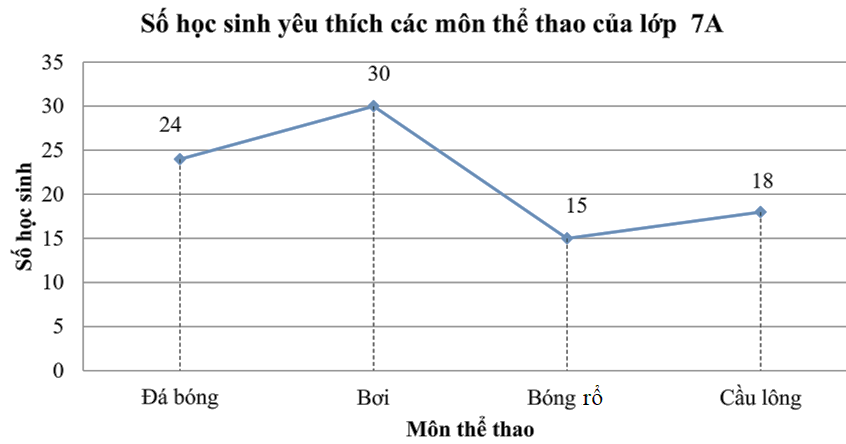 Số học sinh yêu thích các môn thể thao của lớp 7A
35
30
25
20
15
10
5
0
Số học sinh
24
30
15
18
Đá bóng
Bơi
Bóng rổ
Cầu lông
Môn thể thao